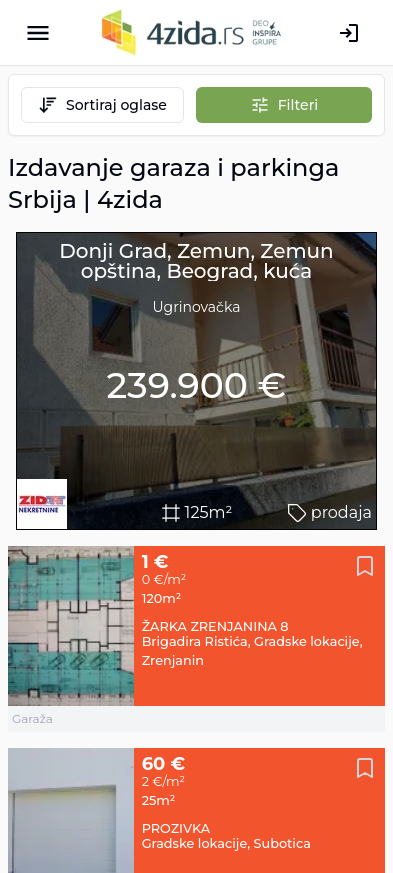 4zida.rs DEO INSPIRA GRUPE
Sortiraj oglase
Filteri
Izdavanje garaza i parkinga
Srbija | 4zida
Donji Grad, Zemun, Zemun
opština, Beograd, kuća
Ugrinovačka
239.900 €
ZID
NEKRETNINE
125m²
prodaja
1 €
0 €/m²
120m²
ŽARKA ZRENJANINA 8
Brigadira Ristića, Gradske lokacije,
Zrenjanin
Garaža
60 €
2 €/m²
25m²
PROZIVKA
Gradske lokacije, Subotica